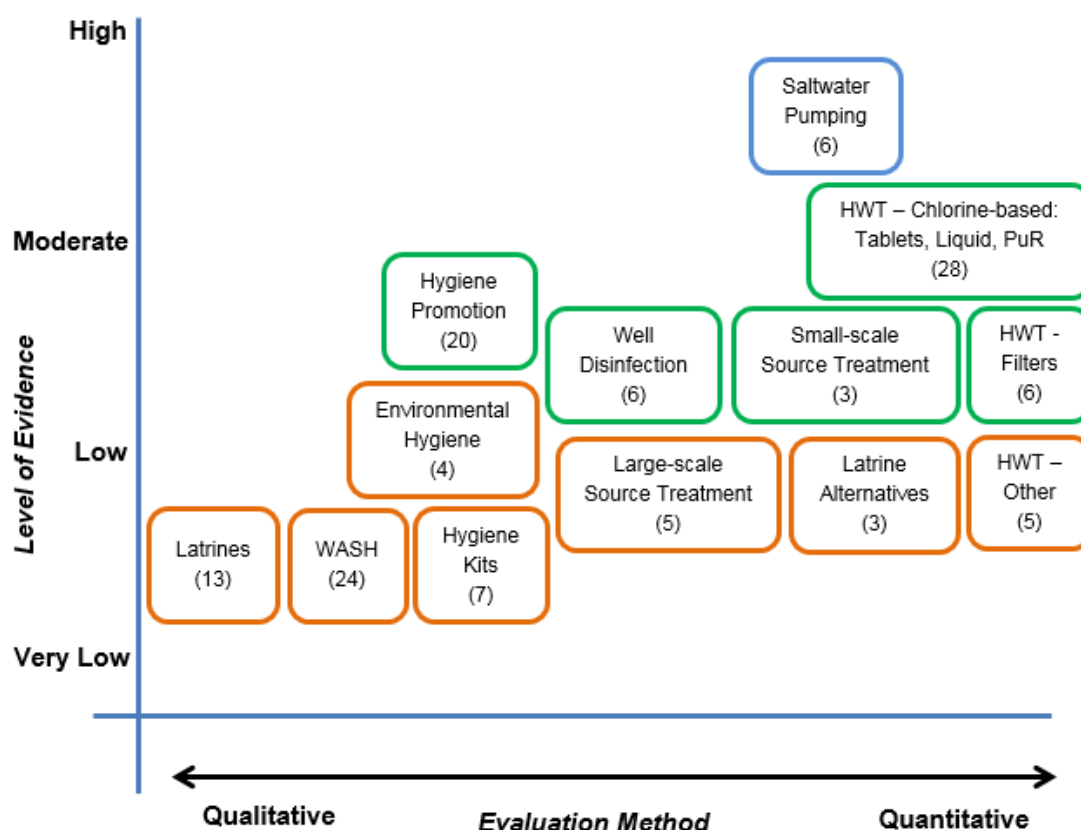 High
Saltwater
Pumping
(6)
HWT – Chlorine-based:
Tablets, Liquid, PuR
(28)
Moderate
Hygiene
Promotion
(20)
Well
Disinfection
(6)
Small-scale
Source Treatment
(3)
HWT -
Filters
(6)
Environmental
Hygiene
(4)
Low
Large-scale
Source Treatment
(5)
Latrine
Alternatives
(3)
HWT –
Other
(5)
Latrines
(13)
WASH
(24)
Hygiene
Kits
(7)
Very Low
Level of Evidence
Qualitative
Evaluation Method
Quantitative